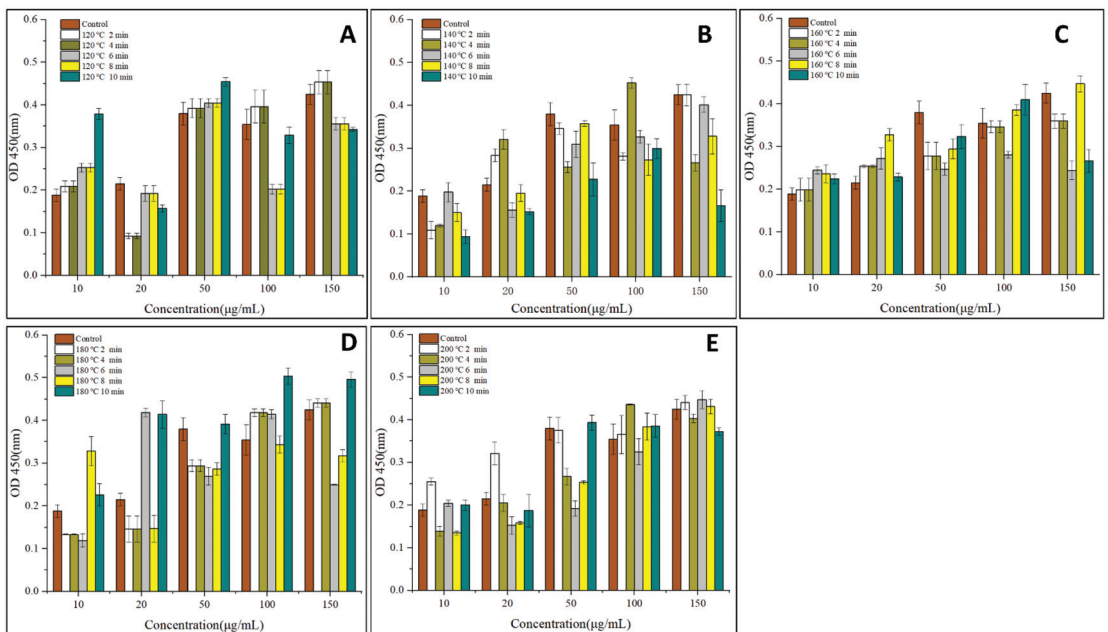 A
Control
120 ℃ 2 min
120 ℃ 4 min
120 ℃ 6 min
120 ℃ 8 min
120 ℃ 10 min
0.6
0.5
0.4
0.3
0.2
0.1
0.0
OD 450(nm)
10 20 50 100 150
Concentration(μg/mL)
B
Control
140 ℃ 2 min
140 ℃ 4 min
140 ℃ 6 min
140 ℃ 8 min
140 ℃ 10 min
0.6
0.5
0.4
0.3
0.2
0.1
0.0
OD 450(nm)
10 20 50 100 150
Concentration(μg/mL)
C
Control
160 ℃ 2 min
160 ℃ 4 min
160 ℃ 6 min
160 ℃ 8 min
160 ℃ 10 min
0.6
0.5
0.4
0.3
0.2
0.1
0.0
OD 450(nm)
10 20 50 100 150
Concentration(μg/mL)
D
Control
180 ℃ 2 min
180 ℃ 4 min
180 ℃ 6 min
180 ℃ 8 min
180 ℃ 10 min
0.6
0.5
0.4
0.3
0.2
0.1
0.0
OD 450(nm)
10 20 50 100 150
Concentration(μg/mL)
E
Control
200 ℃ 2 min
200 ℃ 4 min
200 ℃ 6 min
200 ℃ 8 min
200 ℃ 10 min
0.6
0.5
0.4
0.3
0.2
0.1
0.0
OD 450(nm)
10 20 50 100 150
Concentration(μg/mL)